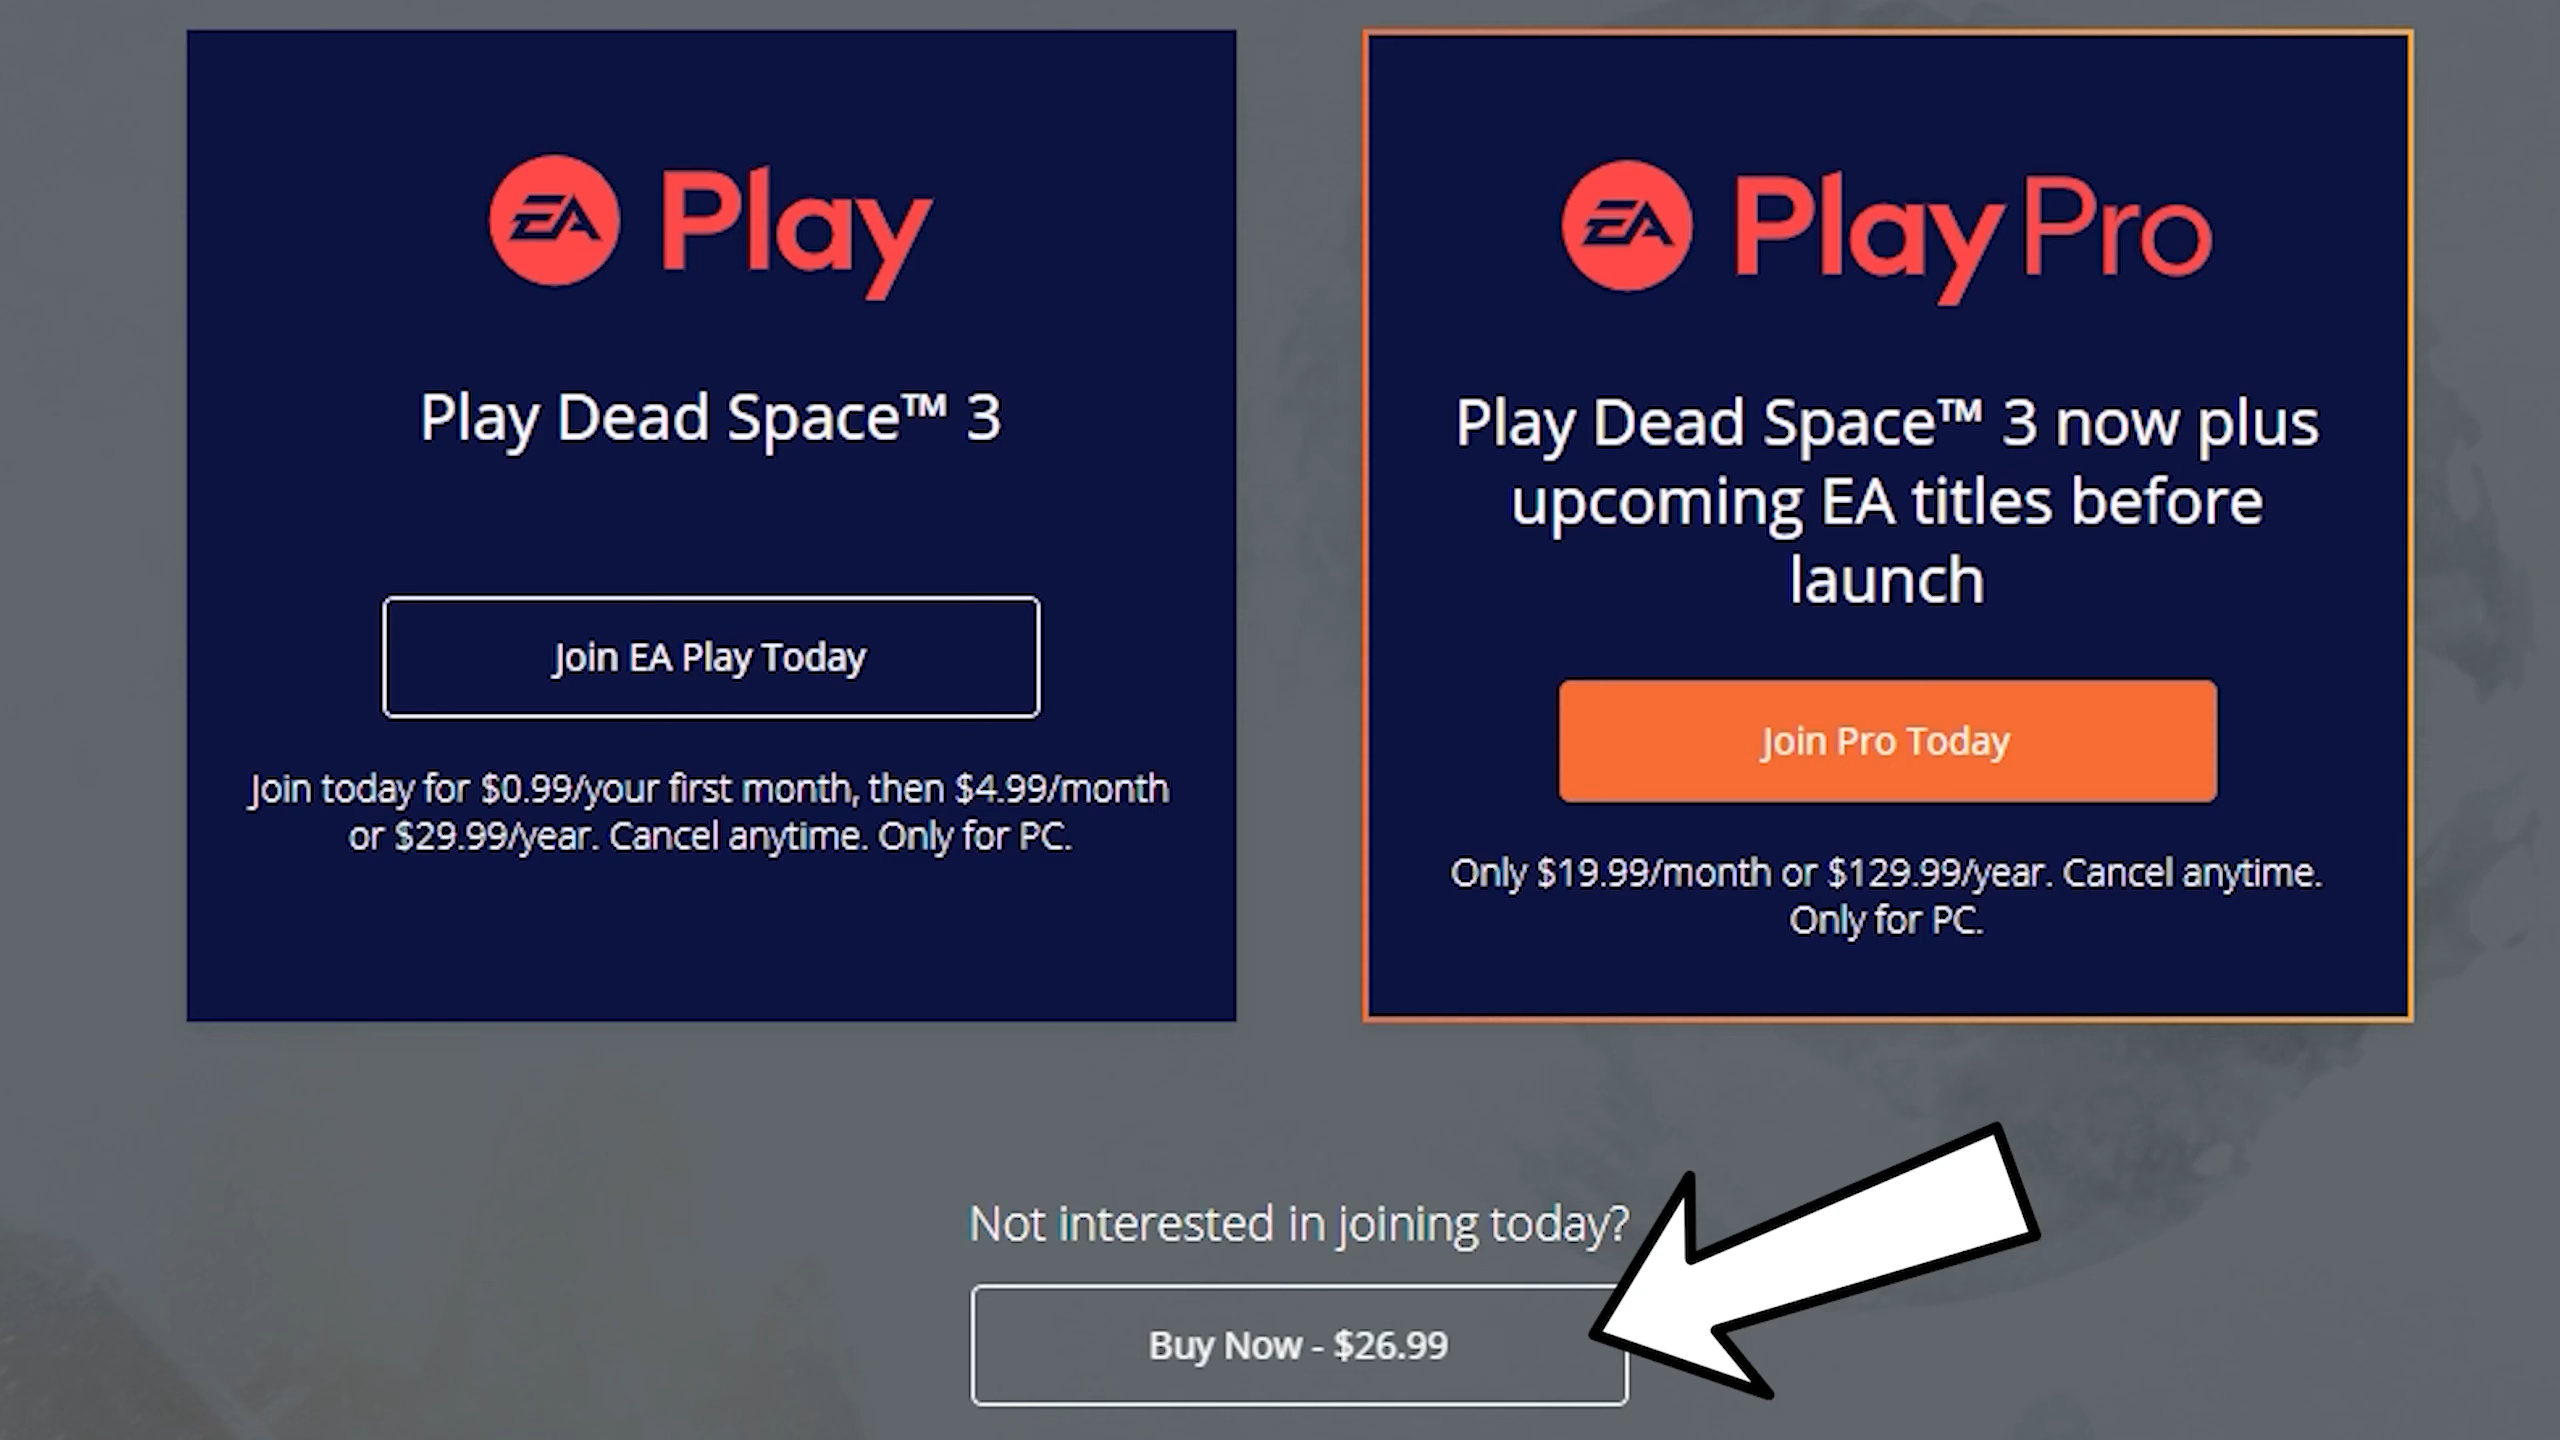 EA Play
Play Dead Space™ 3
Join EA Play Today
Join today for $0.99/your first month, then $4.99/month
or $29.99/year. Cancel anytime. Only for PC.
EA Play Pro
Play Dead Space™ 3 now plus
upcoming EA titles before
launch
Join Pro Today
Only $19.99/month or $129.99/year. Cancel anytime.
Only for PC.
Not interested in joining today?
Buy Now - $26.99